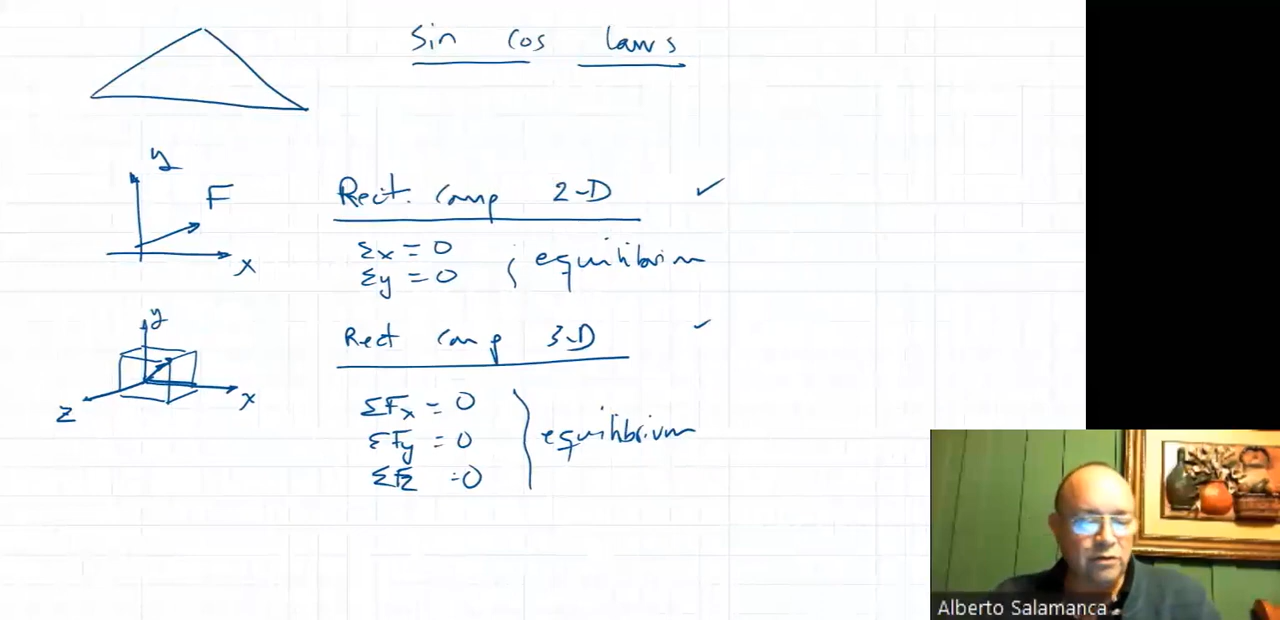 Sin cos laws
y
F
x
Rect. comp 2-D ✓
Σx = 0
Σy = 0
equilibrium
y
x
z
Rect comp 3-D ✓
ΣFx = 0
ΣFy = 0
ΣFz = 0
equilibrium
Alberto Salamanca